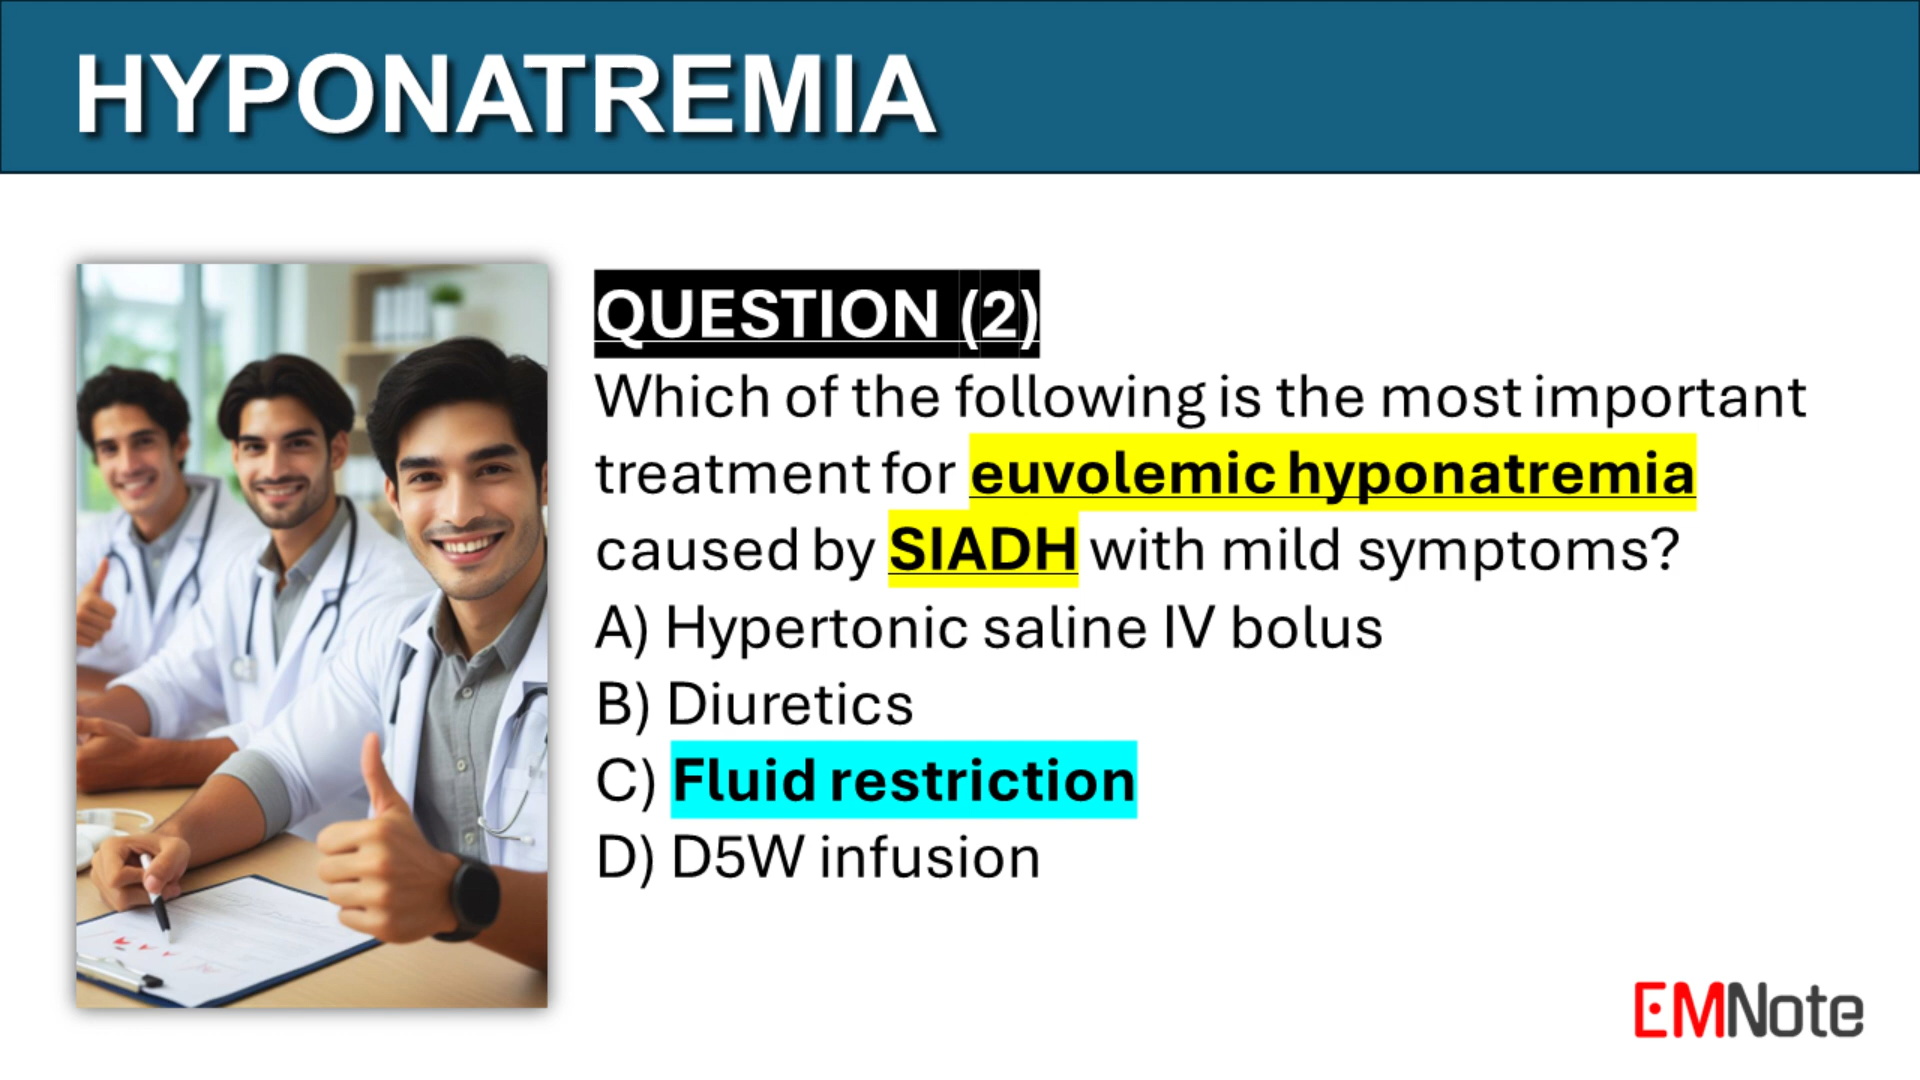 HYPONATREMIA
QUESTION (2)
Which of the following is the most important
treatment for euvolemic hyponatremia
caused by SIADH with mild symptoms?
A) Hypertonic saline IV bolus
B) Diuretics
C) Fluid restriction
D) D5W infusion
EMNote